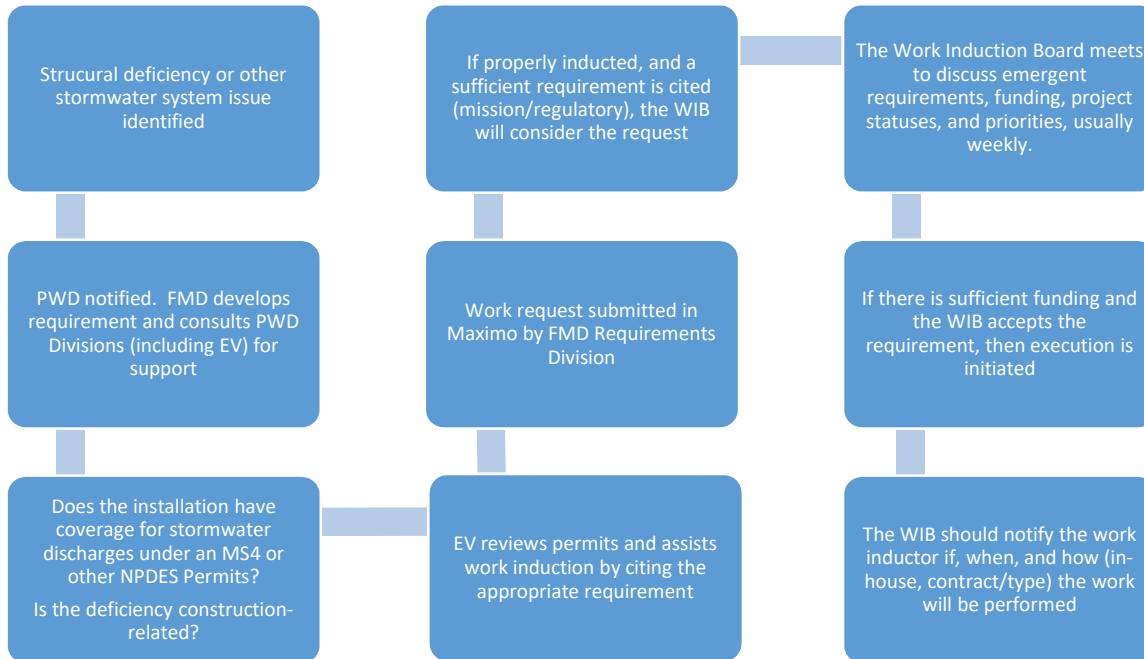 Strucural deficiency or other
stormwater system issue
identified
PWD notified.  FMD develops
requirement and consults PWD
Divisions (including EV) for
support
Does the installation have
coverage for stormwater
discharges under an MS4 or
other NPDES Permits?
Is the deficiency construction-
related?
EV reviews permits and assists
work induction by citing the
appropriate requirement
Work request submitted in
Maximo by FMD Requirements
Division
If properly inducted, and a
sufficient requirement is cited
(mission/regulatory), the WIB
will consider the request
The Work Induction Board meets
to discuss emergent
requirements, funding, project
statuses, and priorities, usually
weekly.
If there is sufficient funding and
the WIB accepts the
requirement, then execution is
initiated
The WIB should notify the work
inductor if, when, and how (in-
house, contract/type) the work
will be performed